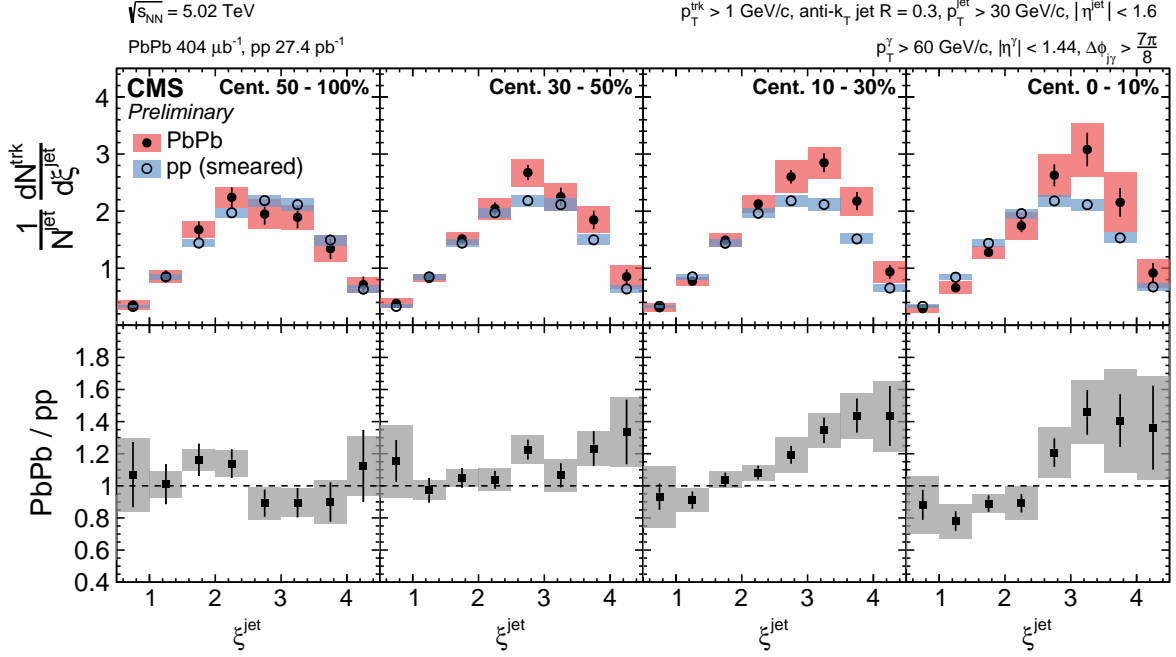 √s_NN = 5.02 TeV
p_T^trk > 1 GeV/c, anti-k_T jet R = 0.3, p_T^jet > 30 GeV/c, |η^jet| < 1.6
PbPb 404 μb⁻¹, pp 27.4 pb⁻¹
p_T^γ > 60 GeV/c, |η^γ| < 1.44, Δφ_jγ > 7π/8
CMS
Preliminary
PbPb
pp (smeared)
Cent. 50 - 100%
Cent. 30 - 50%
Cent. 10 - 30%
Cent. 0 - 10%
1/N^jet dN^trk/dξ^jet
4
3
2
1
PbPb / pp
1.8
1.6
1.4
1.2
1
0.8
0.6
0.4
1 2 3 4 1 2 3 4 1 2 3 4 1 2 3 4
ξ^jet ξ^jet ξ^jet ξ^jet